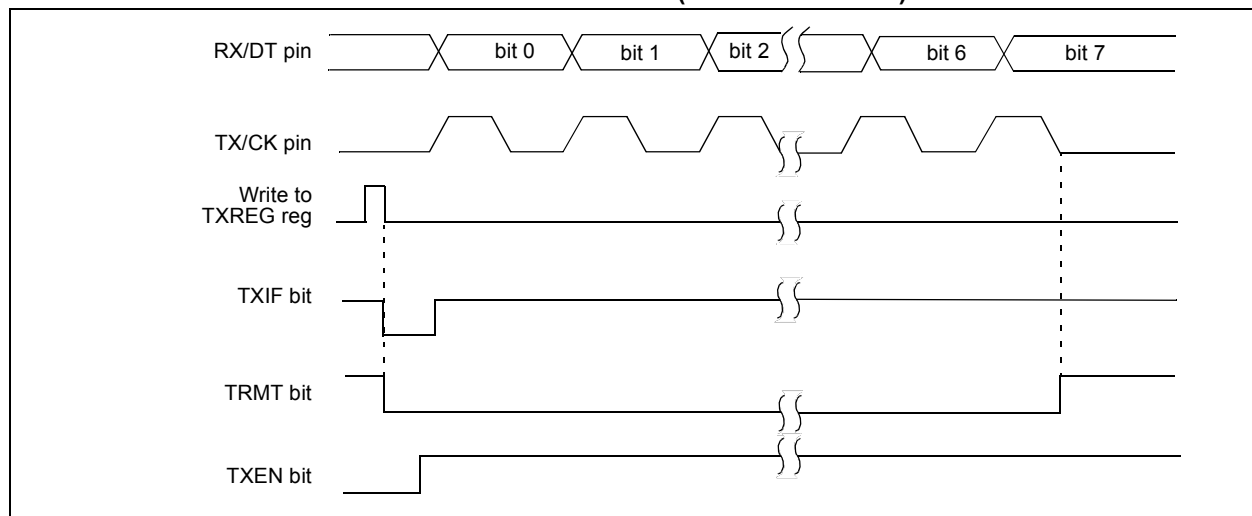 RX/DT pin bit 0 bit 1 bit 2 bit 6 bit 7
TX/CK pin
Write to
TXREG reg
TXIF bit
TRMT bit
TXEN bit